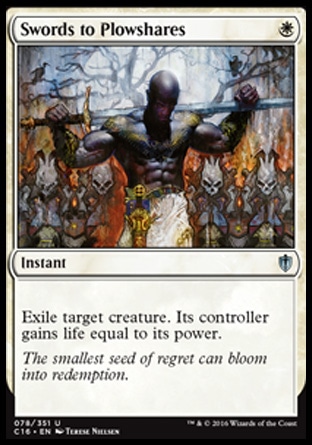 Swords to Plowshares
Instant
Exile target creature. Its controller
gains life equal to its power.
The smallest seed of regret can bloom
into redemption.
078/351 U
C16 • EN Terese Nielsen
™ & © 2016 Wizards of the Coast